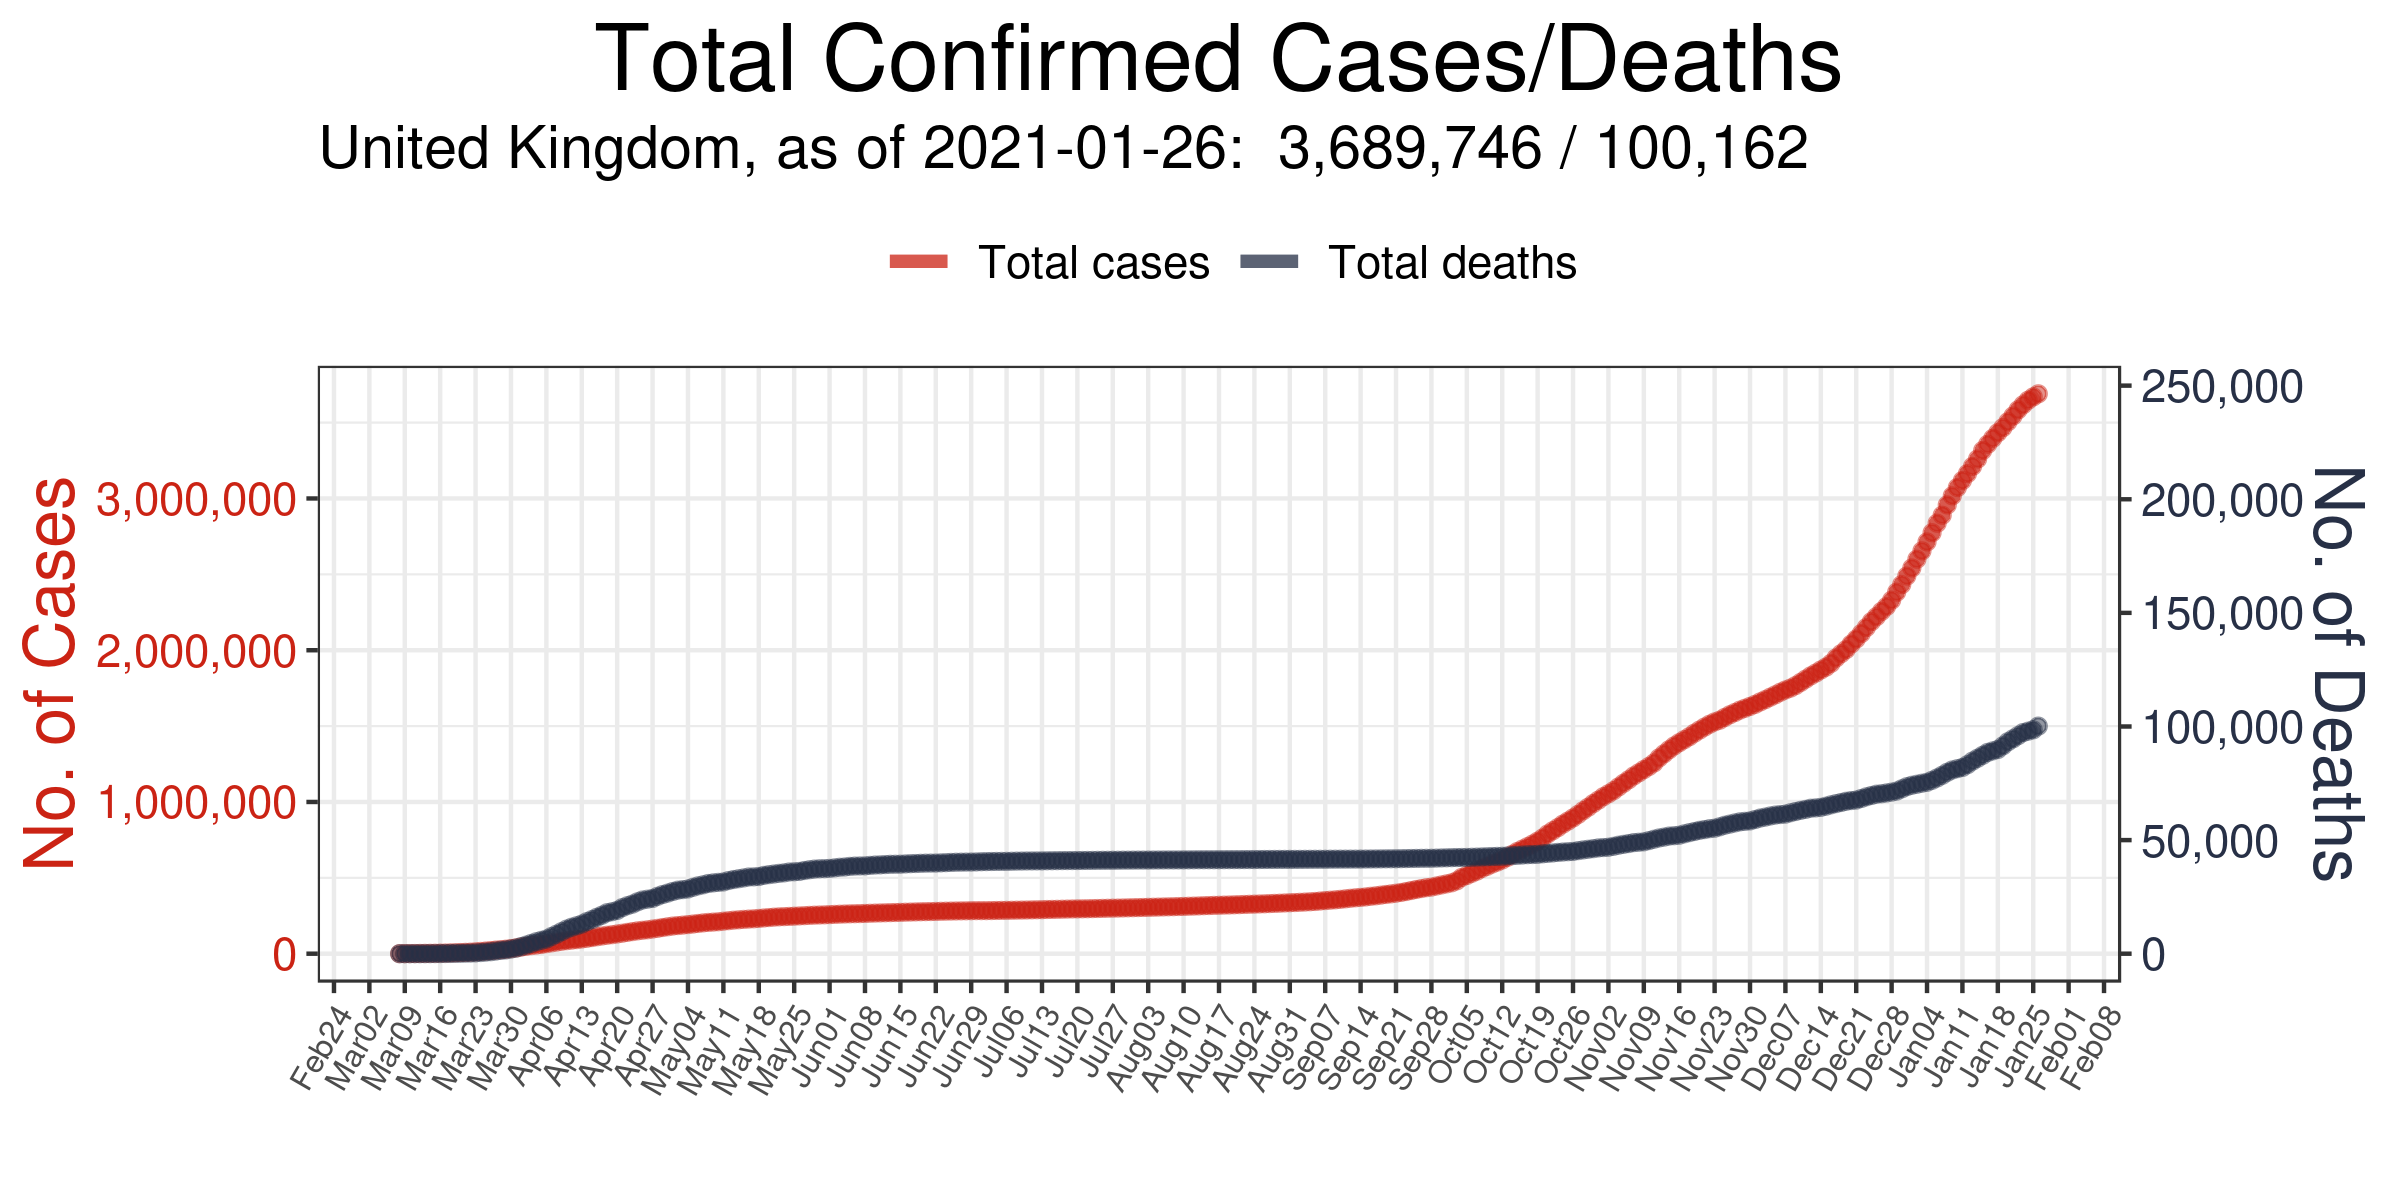 Total Confirmed Cases/Deaths
United Kingdom, as of 2021-01-26:  3,689,746 / 100,162
Total cases
Total deaths
No. of Cases
3,000,000
2,000,000
1,000,000
0
250,000
200,000
150,000
100,000
50,000
0
No. of Deaths
Feb24
Mar02
Mar09
Mar16
Mar23
Mar30
Apr06
Apr13
Apr20
Apr27
May04
May11
May18
May25
Jun01
Jun08
Jun15
Jun22
Jun29
Jul06
Jul13
Jul20
Jul27
Aug03
Aug10
Aug17
Aug24
Aug31
Sep07
Sep14
Sep21
Sep28
Oct05
Oct12
Oct19
Oct26
Nov02
Nov09
Nov16
Nov23
Nov30
Dec07
Dec14
Dec21
Dec28
Jan04
Jan11
Jan18
Jan25
Feb01
Feb08